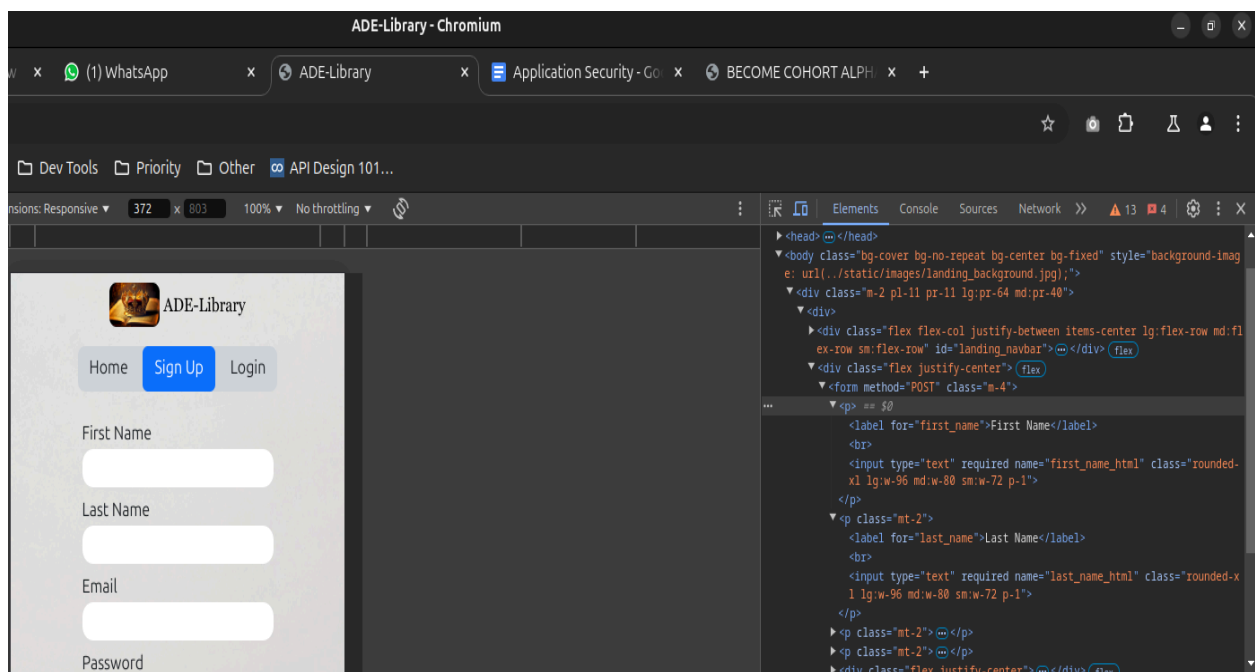 ADE-Library - Chromium
(1) WhatsApp
ADE-Library
Application Security - Go
BECOME COHORT ALPH
Dev Tools
Priority
Other
API Design 101...
nsions: Responsive ▼ 372 x 803 100% ▼ No throttling ▼
Elements Console Sources Network 13 4
ADE-Library
Home Sign Up Login
First Name
Last Name
Email
Password
<head>…</head>
<body class="bg-cover bg-no-repeat bg-center bg-fixed" style="background-imag
e: url(../static/images/landing_background.jpg);">
<div class="m-2 pl-11 pr-11 lg:pr-64 md:pr-40">
<div>
<div class="flex flex-col justify-between items-center lg:flex-row md:fl
ex-row sm:flex-row" id="landing_navbar">…</div> flex
<div class="flex justify-center"> flex
<form method="POST" class="m-4">
<p> == $0
<label for="first_name">First Name</label>
<br>
<input type="text" required name="first_name_html" class="rounded-
xl lg:w-96 md:w-80 sm:w-72 p-1">
</p>
<p class="mt-2">
<label for="last_name">Last Name</label>
<br>
<input type="text" required name="last_name_html" class="rounded-x
l lg:w-96 md:w-80 sm:w-72 p-1">
</p>
<p class="mt-2">…</p>
<p class="mt-2">…</p>
<div class="flex justify-center">…</div> flex